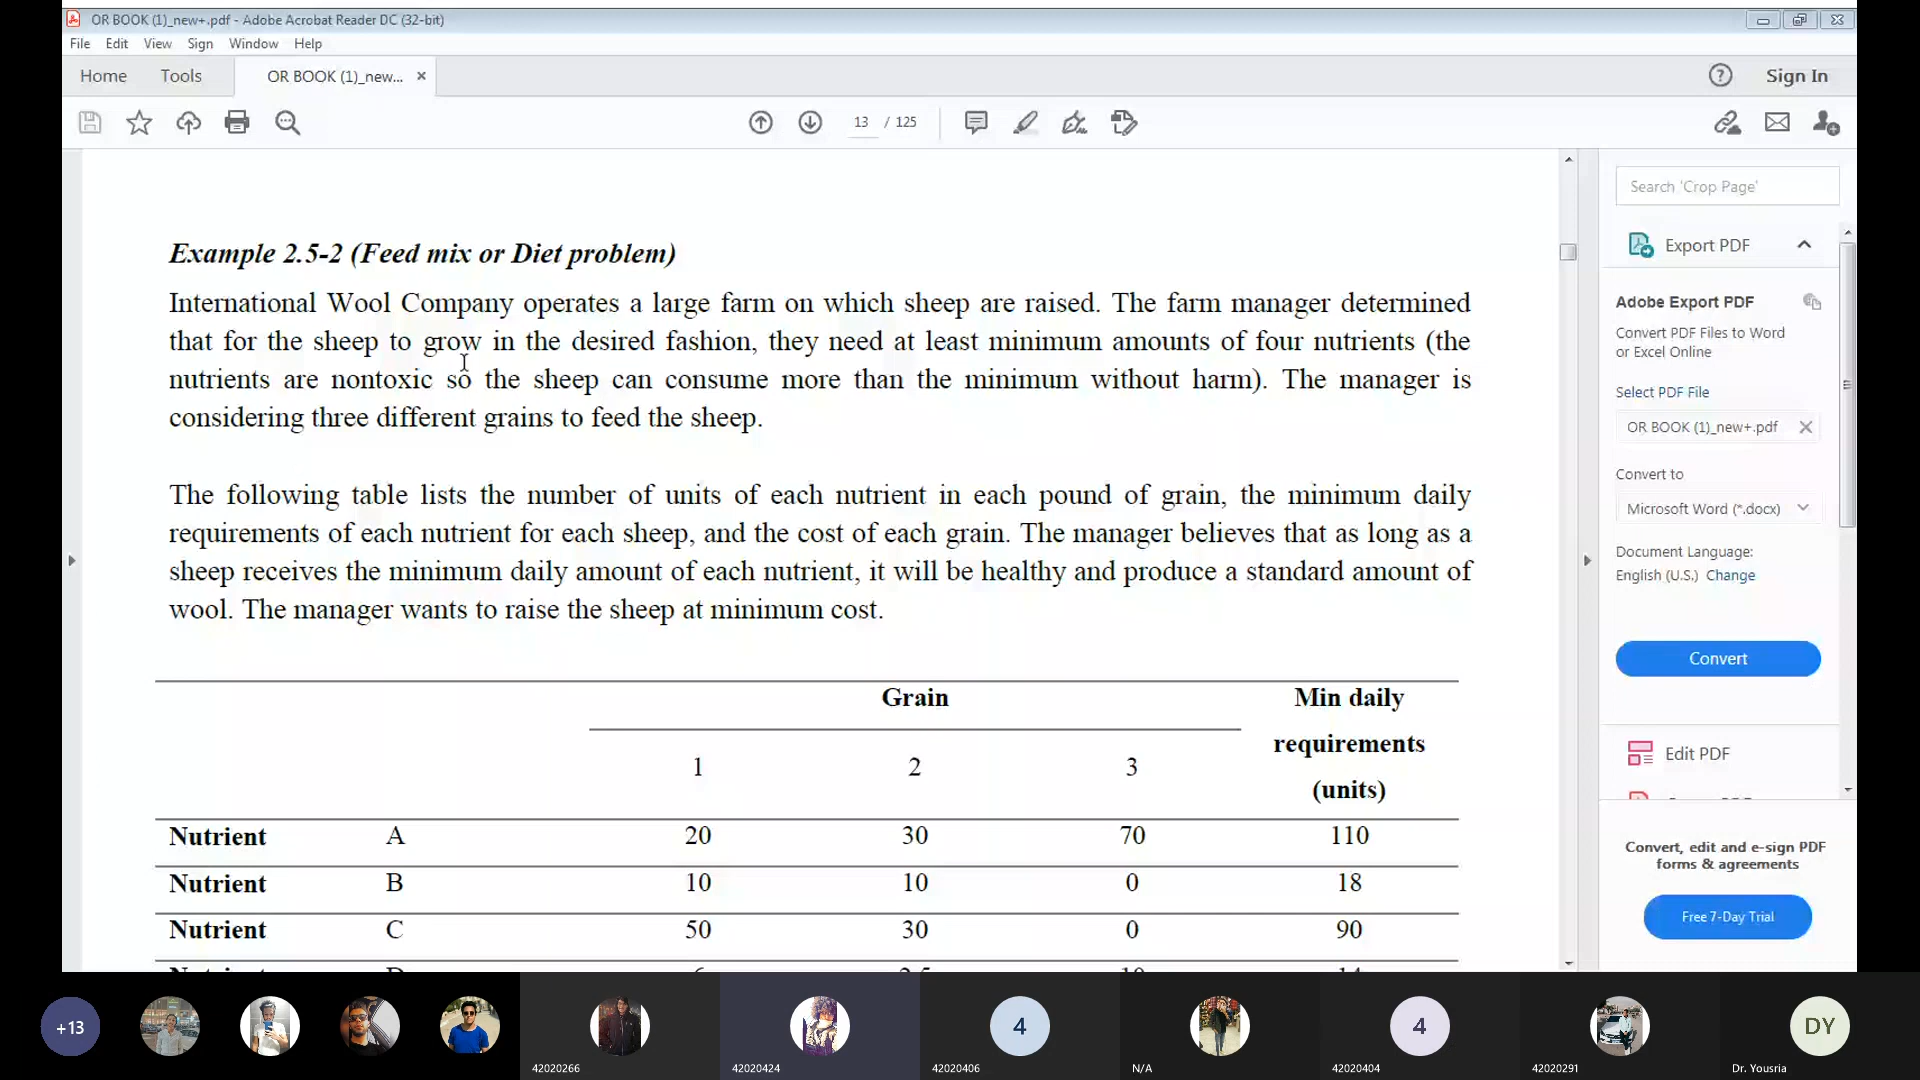 OR BOOK (1)_new+.pdf - Adobe Acrobat Reader DC (32-bit)
File Edit View Sign Window Help
Home Tools OR BOOK (1)_new... × Sign In
13 / 125
Search 'Crop Page'
Example 2.5-2 (Feed mix or Diet problem)
International Wool Company operates a large farm on which sheep are raised. The farm manager determined
that for the sheep to grow in the desired fashion, they need at least minimum amounts of four nutrients (the
nutrients are nontoxic so the sheep can consume more than the minimum without harm). The manager is
considering three different grains to feed the sheep.
The following table lists the number of units of each nutrient in each pound of grain, the minimum daily
requirements of each nutrient for each sheep, and the cost of each grain. The manager believes that as long as a
sheep receives the minimum daily amount of each nutrient, it will be healthy and produce a standard amount of
wool. The manager wants to raise the sheep at minimum cost.
Grain Min daily
requirements
1 2 3
(units)
Nutrient A 20 30 70 110
Nutrient B 10 10 0 18
Nutrient C 50 30 0 90
Export PDF
Adobe Export PDF
Convert PDF Files to Word
or Excel Online
Select PDF File
OR BOOK (1)_new+.pdf
Convert to
Microsoft Word (*.docx)
Document Language:
English (U.S.) Change
Convert
Edit PDF
Convert, edit and e-sign PDF
forms & agreements
Free 7-Day Trial
+13 4 4 DY
42020266 42020424 42020406 N/A 42020404 42020291 Dr. Yousria